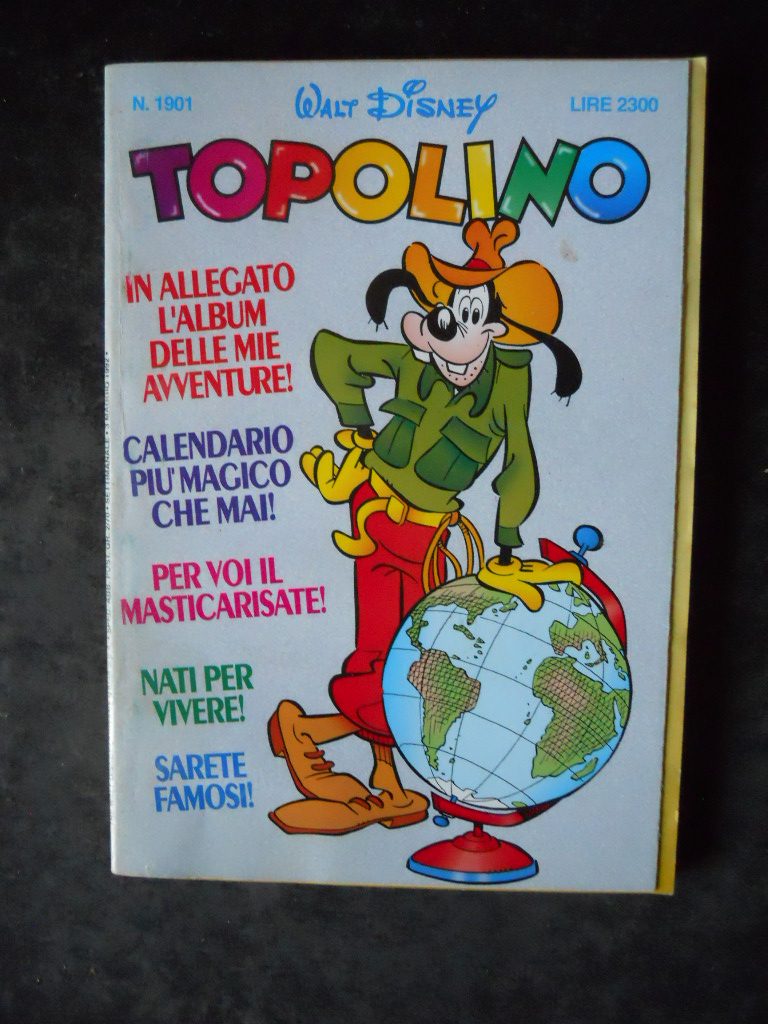 N. 1901
WALT DISNEY
LIRE 2300
TOPOLINO
IN ALLEGATO
L'ALBUM
DELLE MIE
AVVENTURE!
CALENDARIO
PIU' MAGICO
CHE MAI!
PER VOI IL
MASTICARISATE!
NATI PER
VIVERE!
SARETE
FAMOSI!